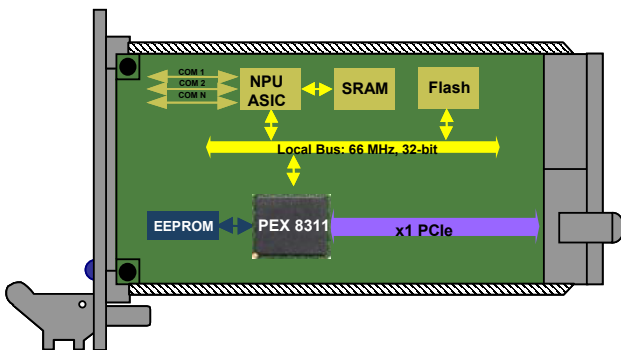 COM 1
COM 2
COM N
NPU
ASIC
SRAM
Flash
Local Bus: 66 MHz, 32-bit
EEPROM
PEX 8311
x1 PCIe